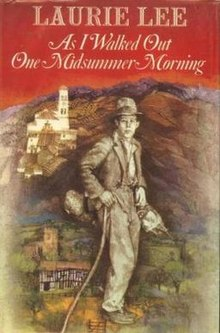 LAURIE LEE
As I Walked Out
One Midsummer Morning